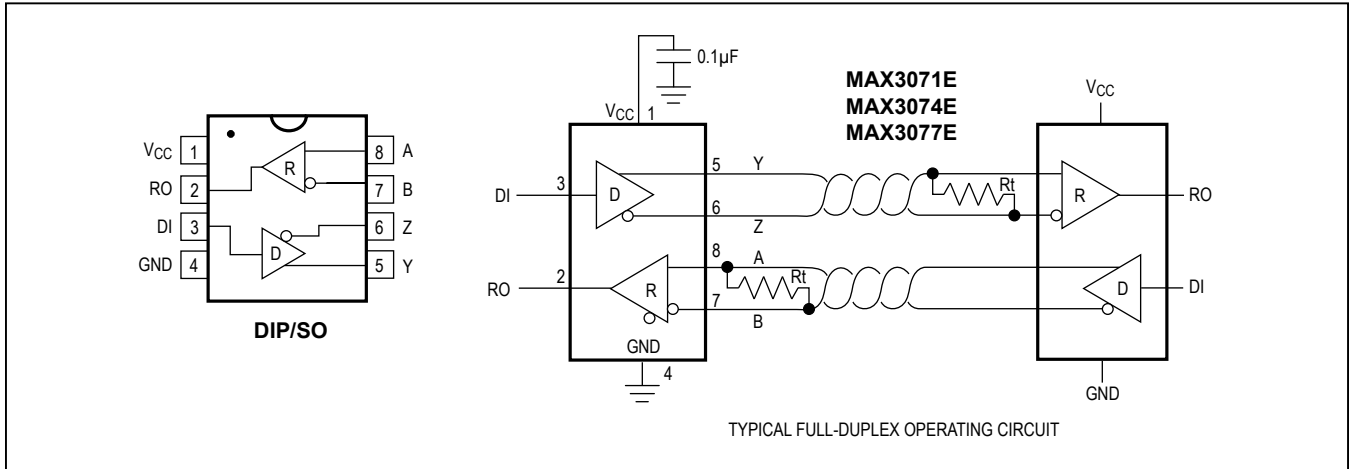 VCC 1
8 A
RO 2
7 B
DI 3
6 Z
GND 4
5 Y
R
D
DIP/SO
0.1µF
VCC 1
MAX3071E
MAX3074E
MAX3077E
VCC
DI 3
D
5 Y
6
Z
Rt
R
RO
RO 2
R
8 A
7
B
Rt
D
DI
GND
4
GND
TYPICAL FULL-DUPLEX OPERATING CIRCUIT